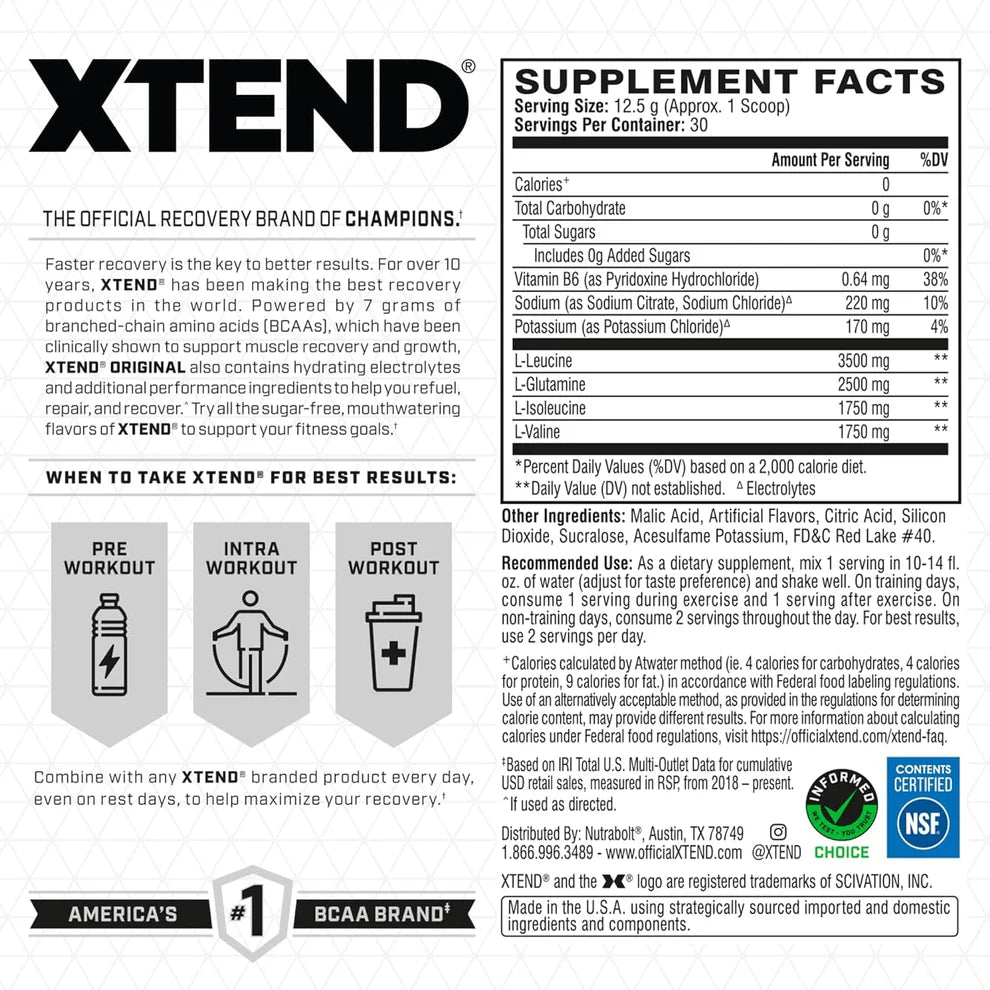 XTEND®
THE OFFICIAL RECOVERY BRAND OF CHAMPIONS.†
Faster recovery is the key to better results. For over 10
years, XTEND® has been making the best recovery
products in the world. Powered by 7 grams of
branched-chain amino acids (BCAAs), which have been
clinically shown to support muscle recovery and growth,
XTEND® ORIGINAL also contains hydrating electrolytes
and additional performance ingredients to help you refuel,
repair, and recover.^ Try all the sugar-free, mouthwatering
flavors of XTEND® to support your fitness goals.†
WHEN TO TAKE XTEND® FOR BEST RESULTS:
PRE
WORKOUT
INTRA
WORKOUT
POST
WORKOUT
Combine with any XTEND® branded product every day,
even on rest days, to help maximize your recovery.†
AMERICA'S #1 BCAA BRAND‡
SUPPLEMENT FACTS
Serving Size: 12.5 g (Approx. 1 Scoop)
Servings Per Container: 30
Amount Per Serving %DV
Calories+ 0
Total Carbohydrate 0 g 0%*
Total Sugars 0 g
Includes 0g Added Sugars 0%*
Vitamin B6 (as Pyridoxine Hydrochloride) 0.64 mg 38%
Sodium (as Sodium Citrate, Sodium Chloride)Δ 220 mg 10%
Potassium (as Potassium Chloride)Δ 170 mg 4%
L-Leucine 3500 mg **
L-Glutamine 2500 mg **
L-Isoleucine 1750 mg **
L-Valine 1750 mg **
*Percent Daily Values (%DV) based on a 2,000 calorie diet.
**Daily Value (DV) not established. Δ Electrolytes
Other Ingredients: Malic Acid, Artificial Flavors, Citric Acid, Silicon
Dioxide, Sucralose, Acesulfame Potassium, FD&C Red Lake #40.
Recommended Use: As a dietary supplement, mix 1 serving in 10-14 fl.
oz. of water (adjust for taste preference) and shake well. On training days,
consume 1 serving during exercise and 1 serving after exercise. On
non-training days, consume 2 servings throughout the day. For best results,
use 2 servings per day.
+Calories calculated by Atwater method (ie. 4 calories for carbohydrates, 4 calories
for protein, 9 calories for fat.) in accordance with Federal food labeling regulations.
Use of an alternatively acceptable method, as provided in the regulations for determining
calorie content, may provide different results. For more information about calculating
calories under Federal food regulations, visit https://officialxtend.com/xtend-faq.
‡Based on IRI Total U.S. Multi-Outlet Data for cumulative
USD retail sales, measured in RSP, from 2018 – present.
^If used as directed.
Distributed By: Nutrabolt®, Austin, TX 78749
1.866.996.3489 - www.officialXTEND.com @XTEND
INFORMED
WE TEST · YOU TRUST
CHOICE
CONTENTS
CERTIFIED
NSF®
XTEND® and the ® logo are registered trademarks of SCIVATION, INC.
Made in the U.S.A. using strategically sourced imported and domestic
ingredients and components.